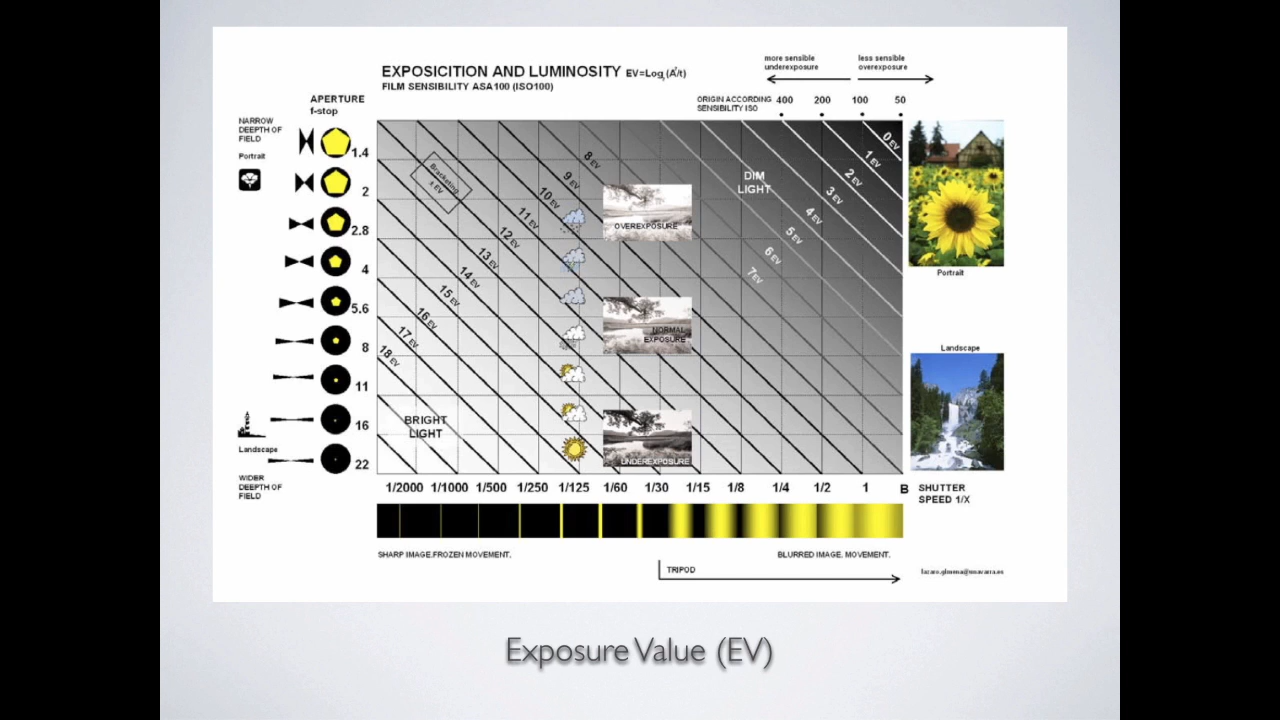 more sensible
underexposure
less sensible
overexposure
EXPOSICITION AND LUMINOSITY EV=Log2(A²/t)
FILM SENSIBILITY ASA100 (ISO100)
ORIGIN ACCORDING
SENSIBILITY ISO
400 200 100 50
APERTURE
f-stop
NARROW
DEEPTH OF
FIELD
Portrait
1.4
2
2.8
4
5.6
8
11
16
22
Landscape
WIDER
DEEPTH OF
FIELD
Bracketing
± EV
0 EV
1 EV
2 EV
3 EV
4 EV
5 EV
6 EV
7 EV
8 EV
9 EV
10 EV
11 EV
12 EV
13 EV
14 EV
15 EV
16 EV
17 EV
18 EV
DIM
LIGHT
OVEREXPOSURE
NORMAL
EXPOSURE
UNDEREXPOSURE
BRIGHT
LIGHT
Portrait
Landscape
1/2000 1/1000 1/500 1/250 1/125 1/60 1/30 1/15 1/8 1/4 1/2 1 B
SHUTTER
SPEED 1/X
SHARP IMAGE.FROZEN MOVEMENT.
BLURRED IMAGE. MOVEMENT.
TRIPOD
Exposure Value (EV)